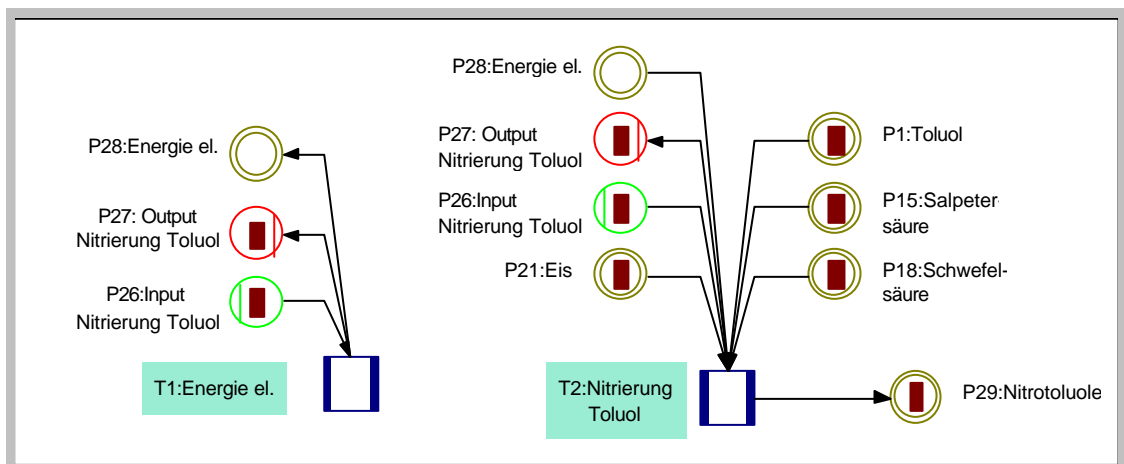 P28:Energie el.
P27: Output
Nitrierung Toluol
P26:Input
Nitrierung Toluol
T1:Energie el.
P28:Energie el.
P27: Output
Nitrierung Toluol
P26:Input
Nitrierung Toluol
P21:Eis
P1:Toluol
P15:Salpeter-
säure
P18:Schwefel-
säure
T2:Nitrierung
Toluol
P29:Nitrotoluole